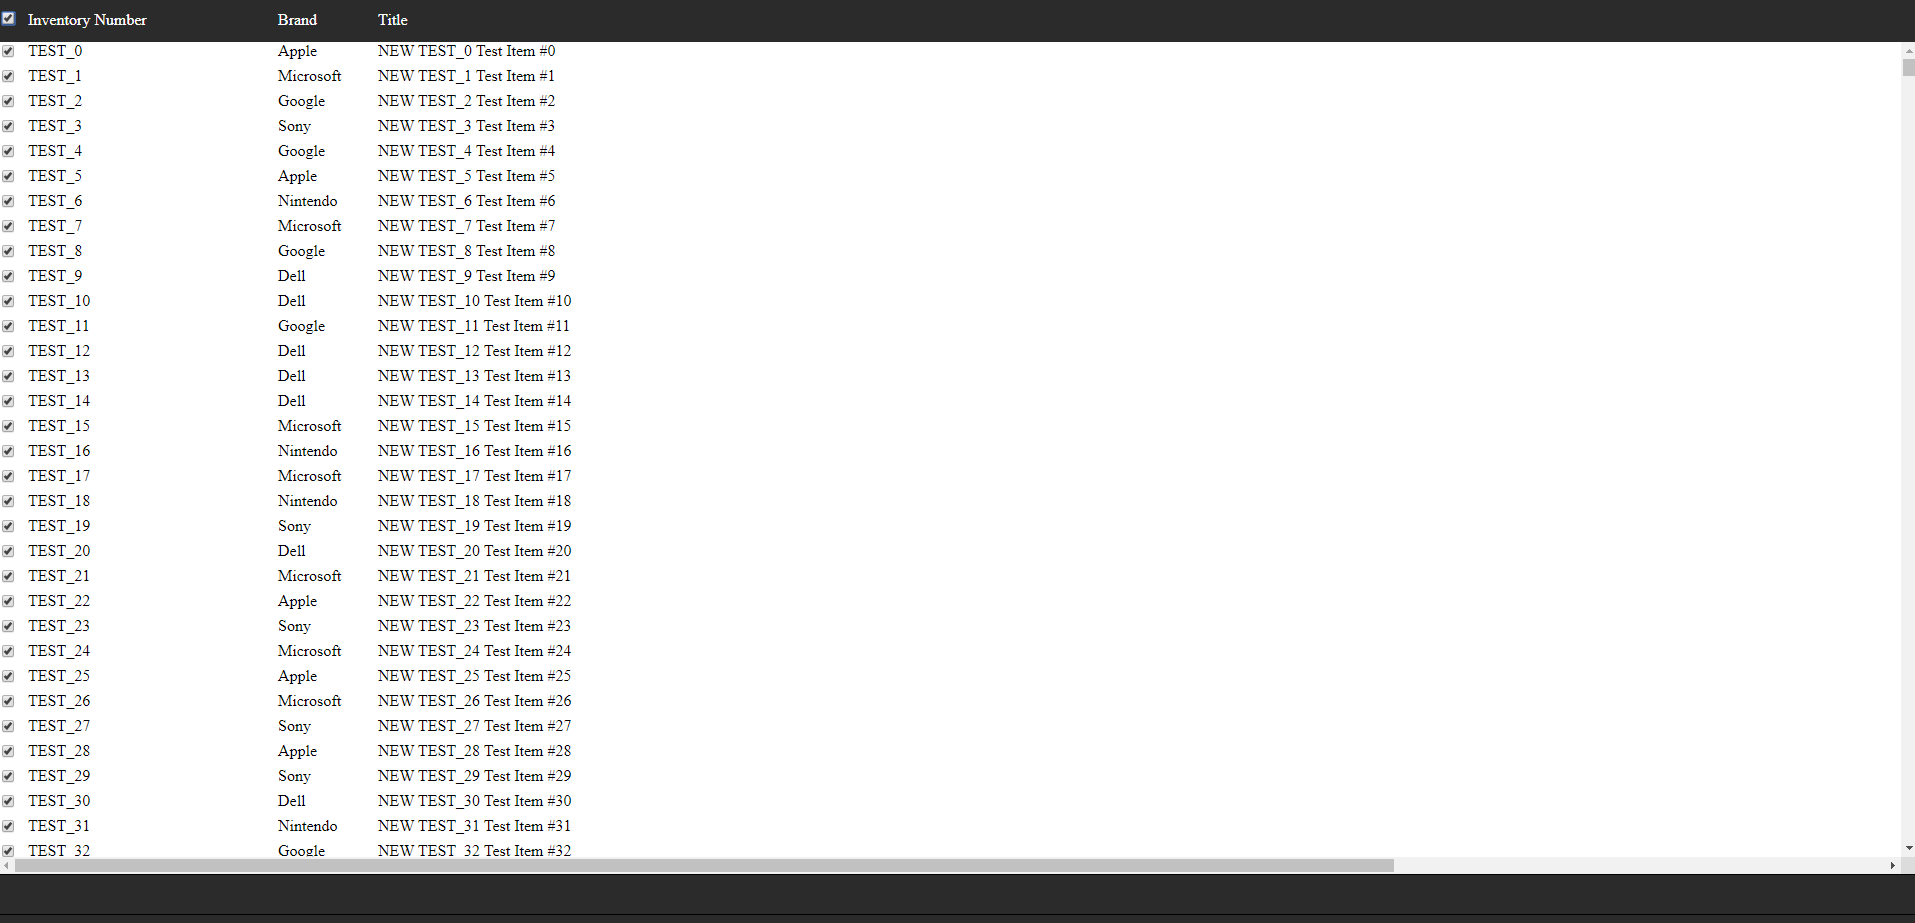 Inventory Number Brand Title
TEST_0 Apple NEW TEST_0 Test Item #0
TEST_1 Microsoft NEW TEST_1 Test Item #1
TEST_2 Google NEW TEST_2 Test Item #2
TEST_3 Sony NEW TEST_3 Test Item #3
TEST_4 Google NEW TEST_4 Test Item #4
TEST_5 Apple NEW TEST_5 Test Item #5
TEST_6 Nintendo NEW TEST_6 Test Item #6
TEST_7 Microsoft NEW TEST_7 Test Item #7
TEST_8 Google NEW TEST_8 Test Item #8
TEST_9 Dell NEW TEST_9 Test Item #9
TEST_10 Dell NEW TEST_10 Test Item #10
TEST_11 Google NEW TEST_11 Test Item #11
TEST_12 Dell NEW TEST_12 Test Item #12
TEST_13 Dell NEW TEST_13 Test Item #13
TEST_14 Dell NEW TEST_14 Test Item #14
TEST_15 Microsoft NEW TEST_15 Test Item #15
TEST_16 Nintendo NEW TEST_16 Test Item #16
TEST_17 Microsoft NEW TEST_17 Test Item #17
TEST_18 Nintendo NEW TEST_18 Test Item #18
TEST_19 Sony NEW TEST_19 Test Item #19
TEST_20 Dell NEW TEST_20 Test Item #20
TEST_21 Microsoft NEW TEST_21 Test Item #21
TEST_22 Apple NEW TEST_22 Test Item #22
TEST_23 Sony NEW TEST_23 Test Item #23
TEST_24 Microsoft NEW TEST_24 Test Item #24
TEST_25 Apple NEW TEST_25 Test Item #25
TEST_26 Microsoft NEW TEST_26 Test Item #26
TEST_27 Sony NEW TEST_27 Test Item #27
TEST_28 Apple NEW TEST_28 Test Item #28
TEST_29 Sony NEW TEST_29 Test Item #29
TEST_30 Dell NEW TEST_30 Test Item #30
TEST_31 Nintendo NEW TEST_31 Test Item #31
TEST_32 Google NEW TEST_32 Test Item #32